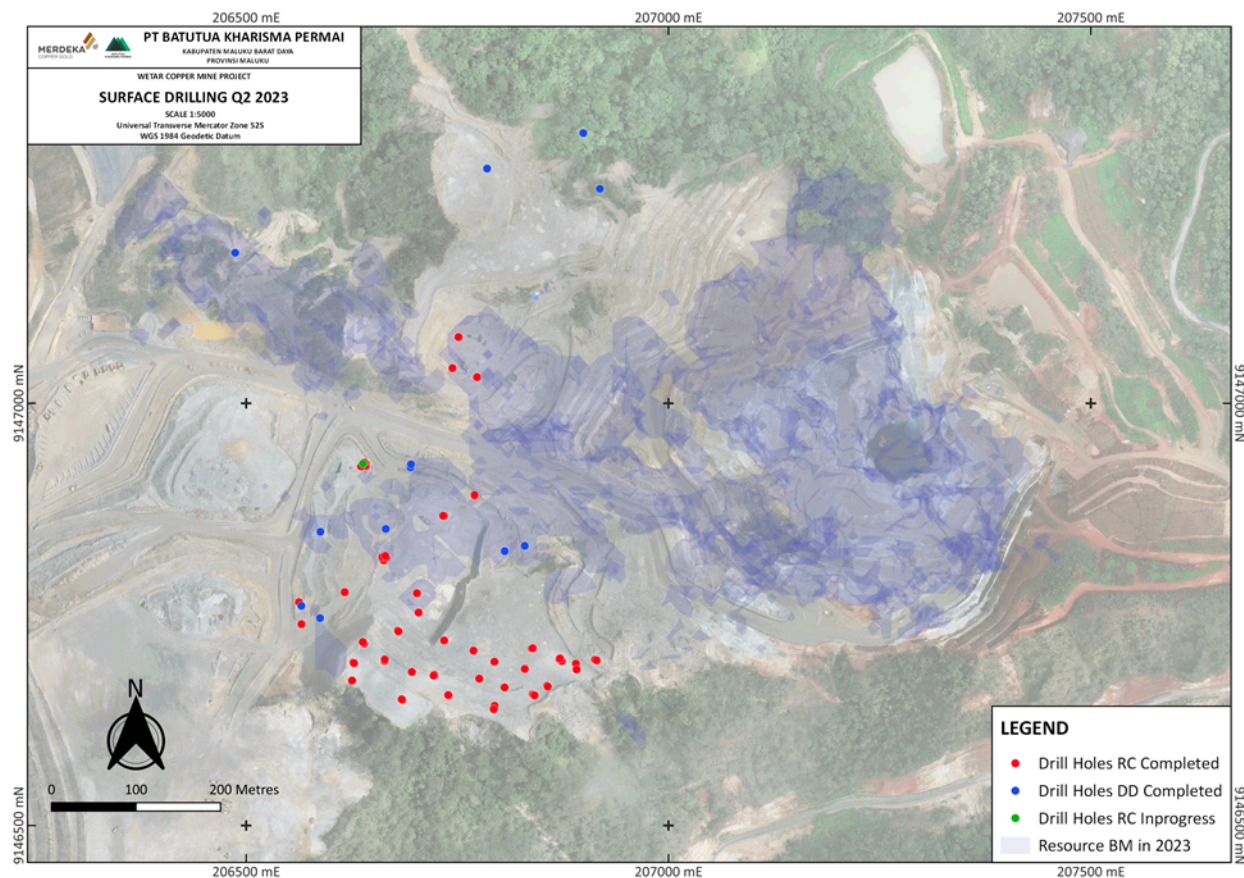 206500 mE
207000 mE
207500 mE
MERDEKA
COPPER GOLD
PT BATUTUA KHARISMA PERMAI
KABUPATEN MALUKU BARAT DAYA
PROVINSI MALUKU
WETAR COPPER MINE PROJECT
SURFACE DRILLING Q2 2023
SCALE 1:5000
Universal Transverse Mercator Zone 52S
WGS 1984 Geodetic Datum
9147000 mN
9147000 mN
N
0 100 200 Metres
LEGEND
Drill Holes RC Completed
Drill Holes DD Completed
Drill Holes RC Inprogress
Resource BM in 2023
9146500 mN
9146500 mN
206500 mE
207000 mE
207500 mE